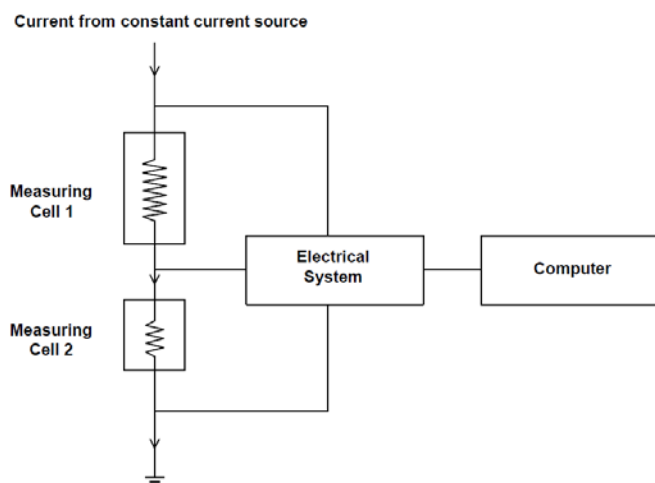 Current from constant current source
Measuring
Cell 1
Electrical
System
Computer
Measuring
Cell 2